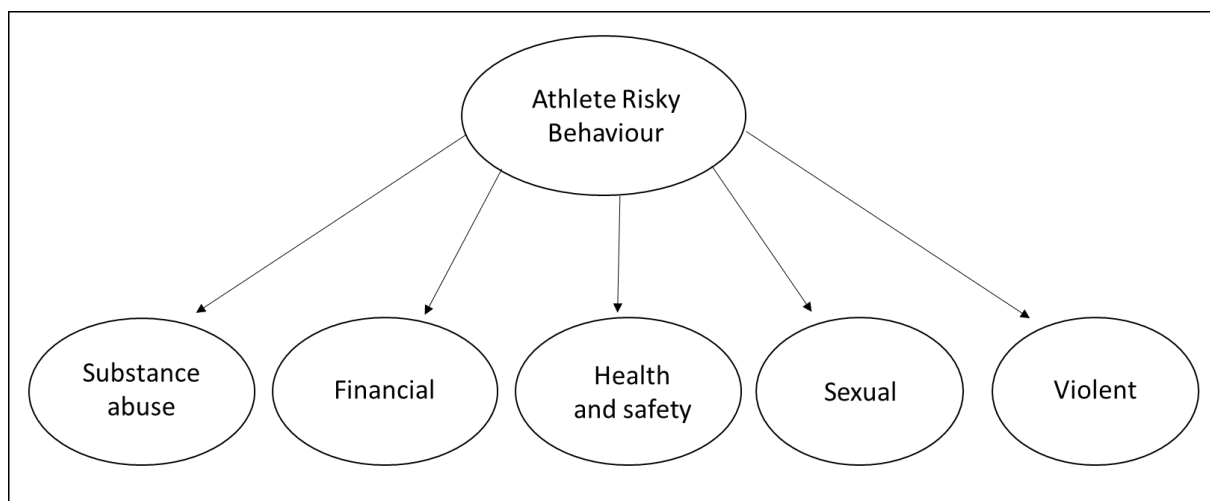 Athlete Risky
Behaviour
Substance
abuse
Financial
Health
and safety
Sexual
Violent